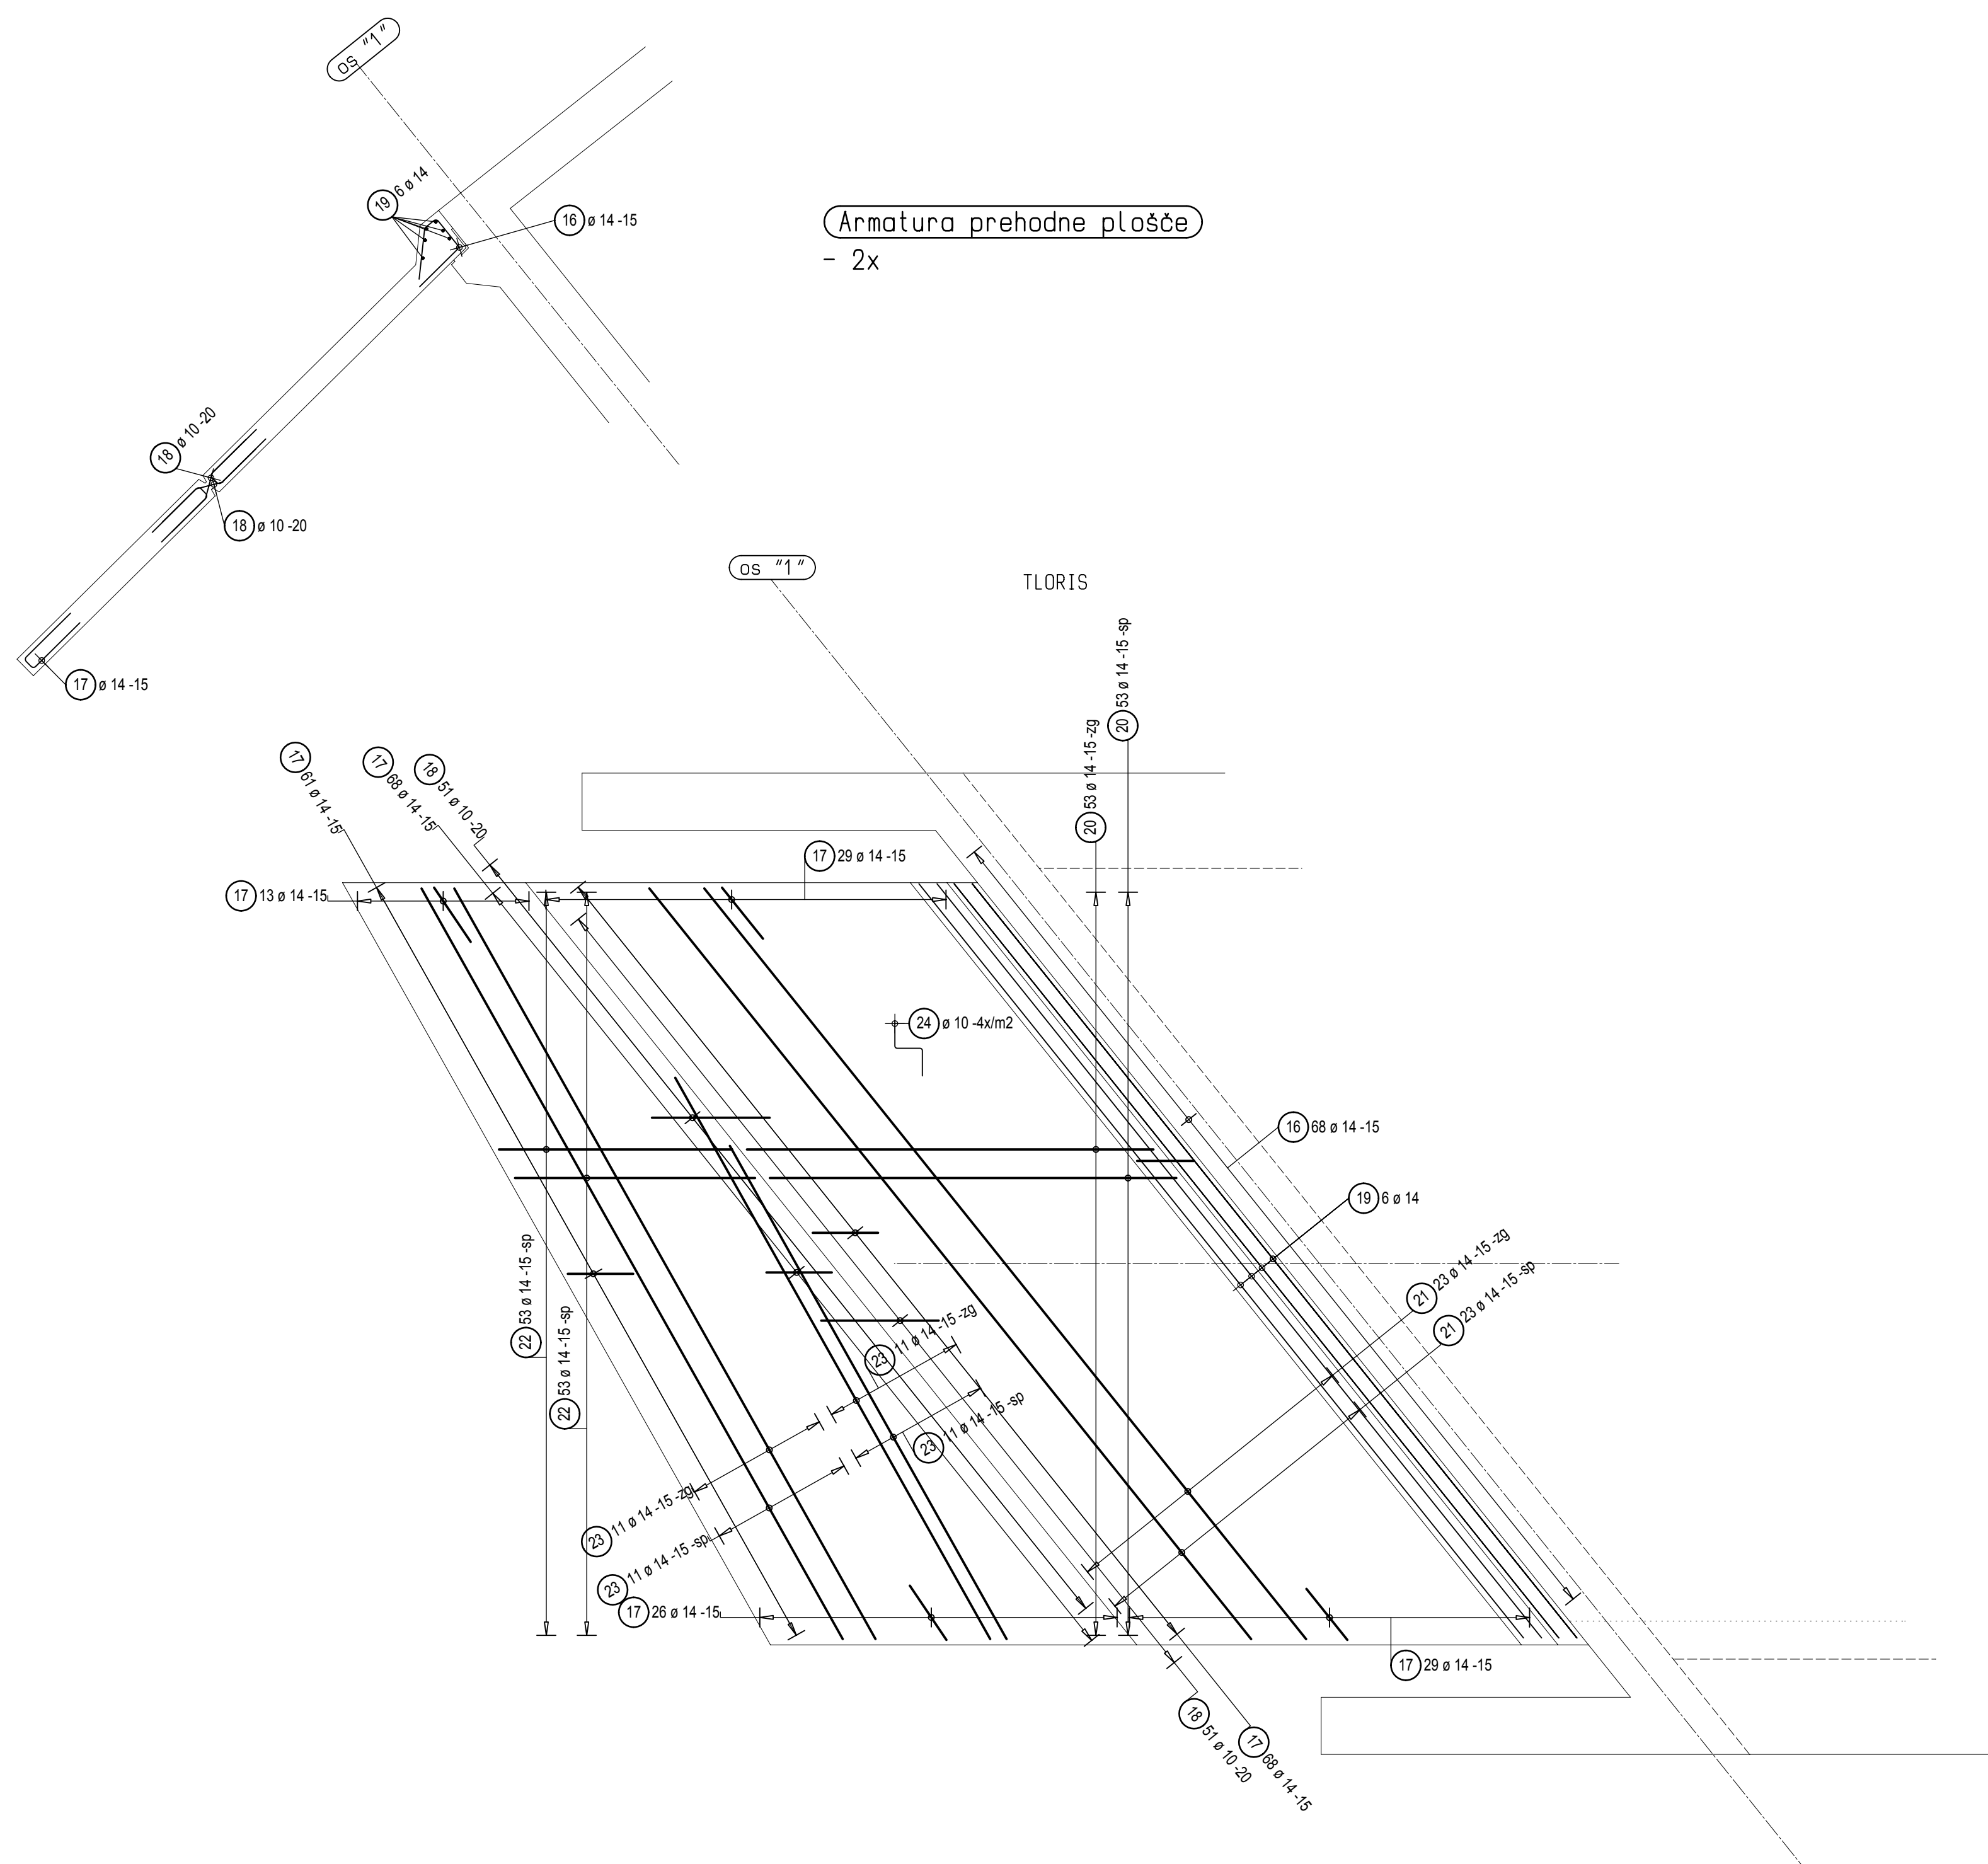 os "1"
19 6 ø 14
16 ø 14 -15
Armatura prehodne plošče
- 2x
18 ø 10 -20
18 ø 10 -20
17 ø 14 -15
os "1"
TLORIS
20 53 ø 14 -15 -sp
20 53 ø 14 -15 -zg
17 61 ø 14 -15
17 68 ø 14 -15
18 51 ø 10 -20
17 29 ø 14 -15
17 13 ø 14 -15
24 ø 10 -4x/m2
16 68 ø 14 -15
19 6 ø 14
22 53 ø 14 -15 -sp
22 53 ø 14 -15 -sp
21 23 ø 14 -15 -zg
21 23 ø 14 -15 -sp
23 11 ø 14 -15 -zg
23 11 ø 14 -15 -sp
23 11 ø 14 -15 -zg
23 11 ø 14 -15 -sp
17 26 ø 14 -15
17 29 ø 14 -15
18 51 ø 10 -20
17 68 ø 14 -15